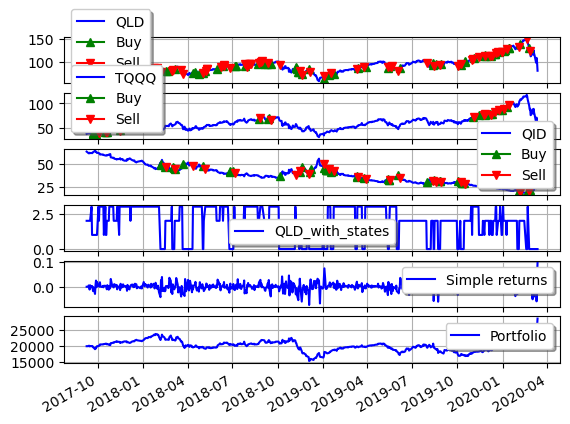 QLD
Buy
Sell
150
100
TQQQ
Buy
Sell
100
50
QID
Buy
Sell
50
25
2.5
0.0
QLD_with_states
0.1
0.0
Simple returns
25000
20000
15000
Portfolio
2017-10
2018-01
2018-04
2018-07
2018-10
2019-01
2019-04
2019-07
2019-10
2020-01
2020-04